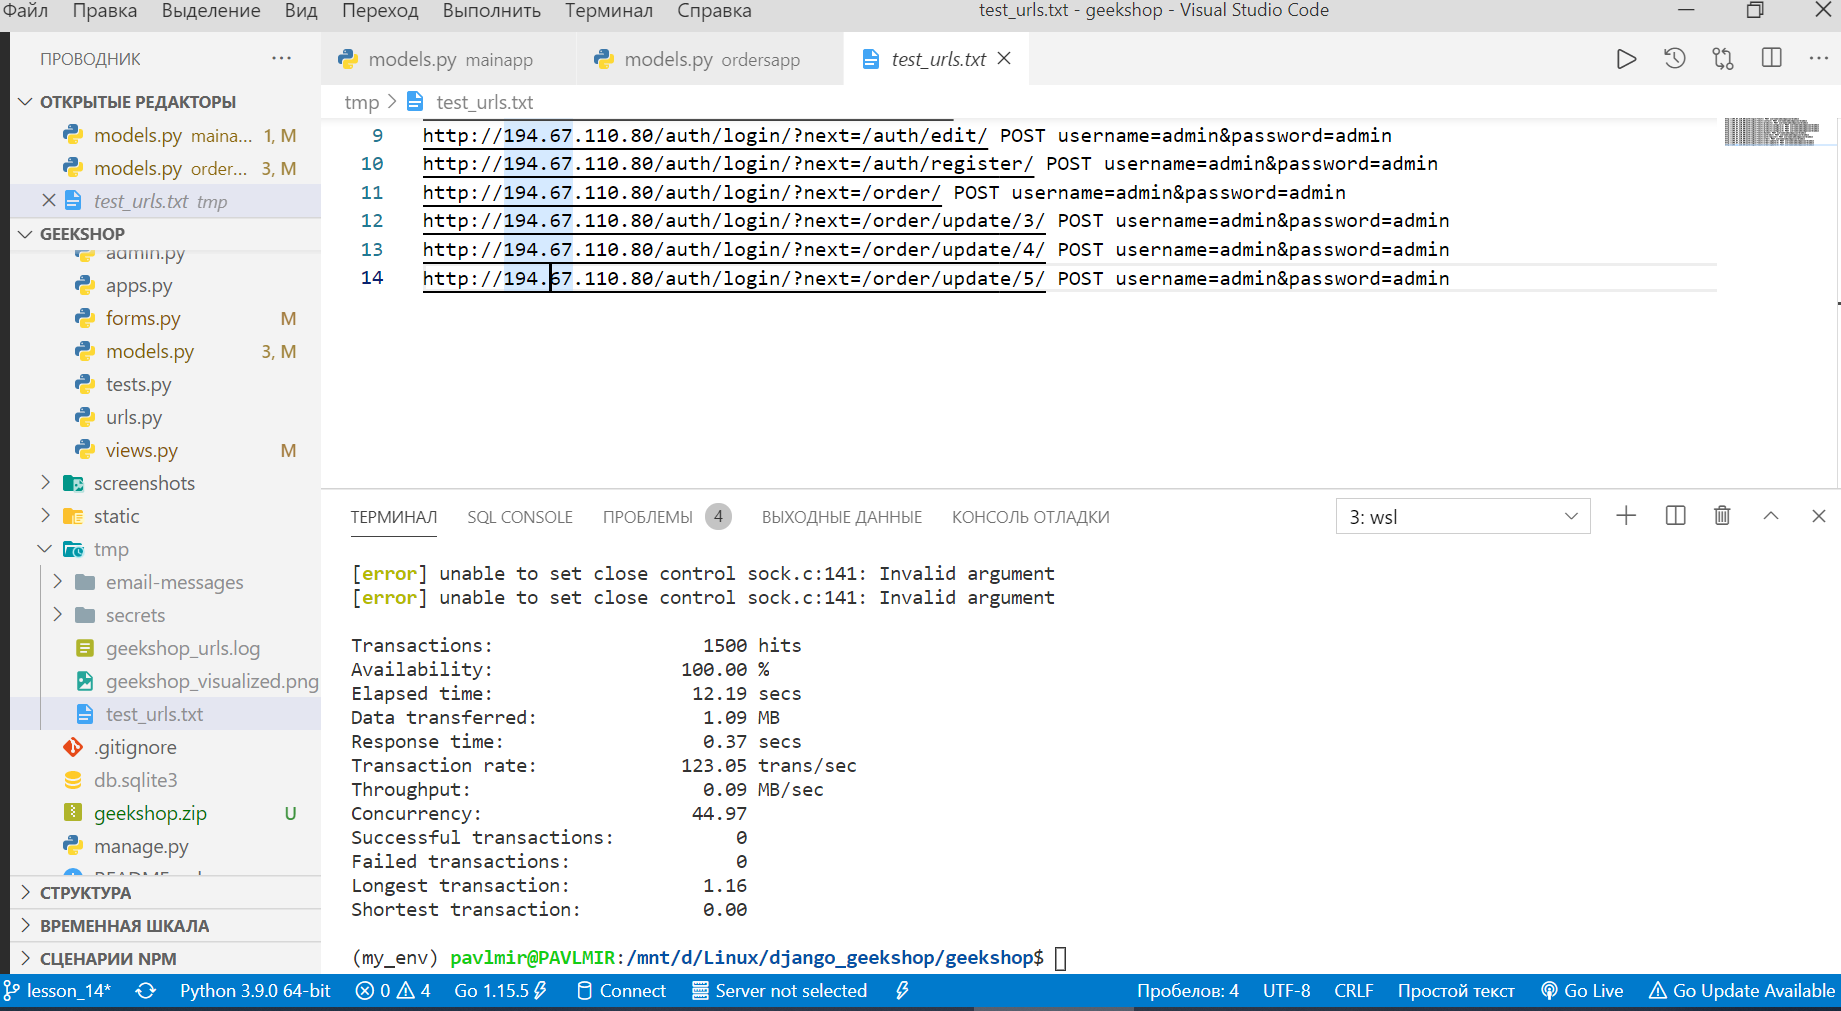 Файл Правка Выделение Вид Переход Выполнить Терминал Справка test_urls.txt - geekshop - Visual Studio Code
ПРОВОДНИК
models.py mainapp
models.py ordersapp
test_urls.txt
tmp > test_urls.txt
ОТКРЫТЫЕ РЕДАКТОРЫ
models.py maina... 1, M
models.py order... 3, M
test_urls.txt tmp
GEEKSHOP
admin.py
apps.py
forms.py M
models.py 3, M
tests.py
urls.py
views.py M
screenshots
static
tmp
email-messages
secrets
geekshop_urls.log
geekshop_visualized.png
test_urls.txt
.gitignore
db.sqlite3
geekshop.zip U
manage.py
СТРУКТУРА
ВРЕМЕННАЯ ШКАЛА
СЦЕНАРИИ NPM
9 http://194.67.110.80/auth/login/?next=/auth/edit/ POST username=admin&password=admin
10 http://194.67.110.80/auth/login/?next=/auth/register/ POST username=admin&password=admin
11 http://194.67.110.80/auth/login/?next=/order/ POST username=admin&password=admin
12 http://194.67.110.80/auth/login/?next=/order/update/3/ POST username=admin&password=admin
13 http://194.67.110.80/auth/login/?next=/order/update/4/ POST username=admin&password=admin
14 http://194.67.110.80/auth/login/?next=/order/update/5/ POST username=admin&password=admin
ТЕРМИНАЛ SQL CONSOLE ПРОБЛЕМЫ 4 ВЫХОДНЫЕ ДАННЫЕ КОНСОЛЬ ОТЛАДКИ 3: wsl
[error] unable to set close control sock.c:141: Invalid argument
[error] unable to set close control sock.c:141: Invalid argument
Transactions: 1500 hits
Availability: 100.00 %
Elapsed time: 12.19 secs
Data transferred: 1.09 MB
Response time: 0.37 secs
Transaction rate: 123.05 trans/sec
Throughput: 0.09 MB/sec
Concurrency: 44.97
Successful transactions: 0
Failed transactions: 0
Longest transaction: 1.16
Shortest transaction: 0.00
(my_env) pavlmir@PAVLMIR:/mnt/d/Linux/django_geekshop/geekshop$
lesson_14* Python 3.9.0 64-bit 0 4 Go 1.15.5 Connect Server not selected Пробелов: 4 UTF-8 CRLF Простой текст Go Live Go Update Available